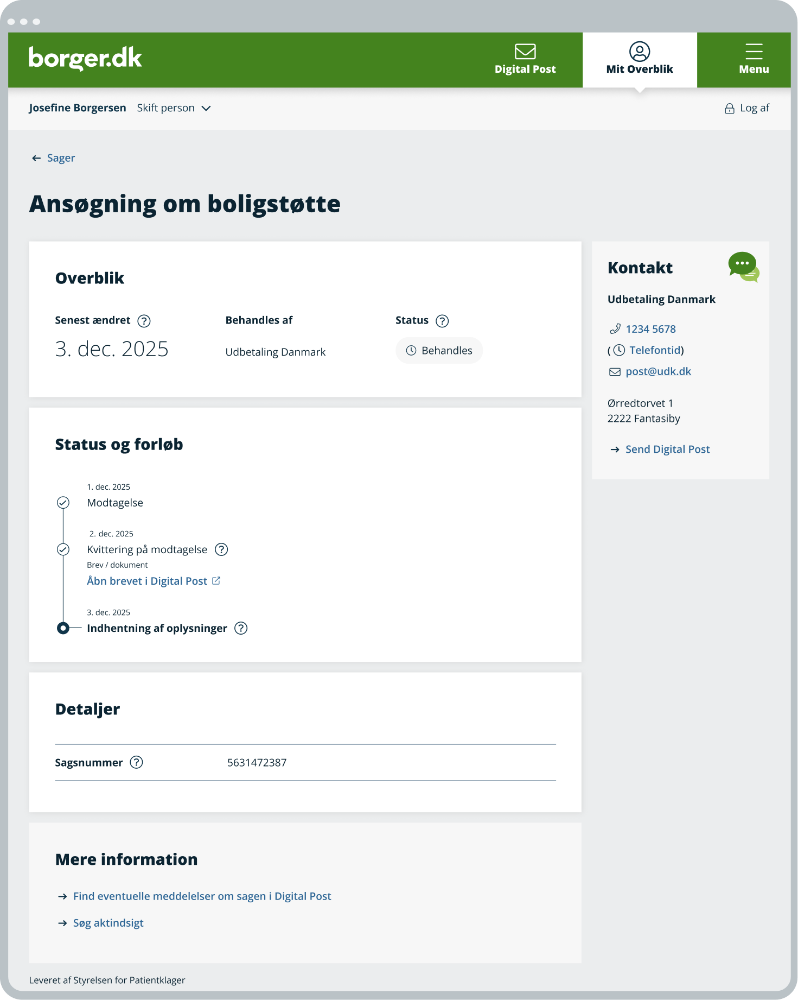 borger.dk
Digital Post
Mit Overblik
Menu
Josefine Borgersen Skift person
Log af
Sager
Ansøgning om boligstøtte
Overblik
Senest ændret ?
3. dec. 2025
Behandles af
Udbetaling Danmark
Status ?
Behandles
Status og forløb
1. dec. 2025
Modtagelse
2. dec. 2025
Kvittering på modtagelse ?
Brev / dokument
Åbn brevet i Digital Post
3. dec. 2025
Indhentning af oplysninger ?
Detaljer
Sagsnummer ? 5631472387
Mere information
Find eventuelle meddelelser om sagen i Digital Post
Søg aktindsigt
Kontakt
Udbetaling Danmark
1234 5678
( Telefontid)
post@udk.dk
Ørredtorvet 1
2222 Fantasiby
Send Digital Post
Leveret af Styrelsen for Patientklager